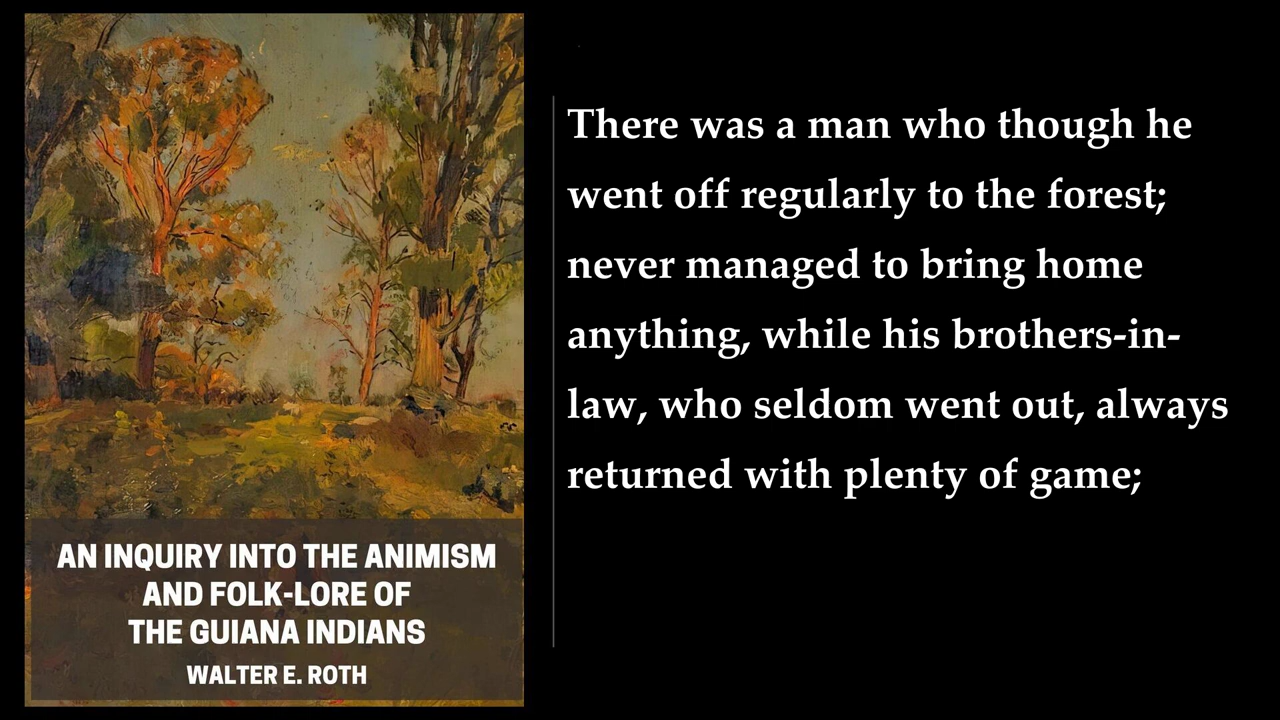 AN INQUIRY INTO THE ANIMISM
AND FOLK-LORE OF
THE GUIANA INDIANS
WALTER E. ROTH
There was a man who though he
went off regularly to the forest;
never managed to bring home
anything, while his brothers-in-
law, who seldom went out, always
returned with plenty of game;